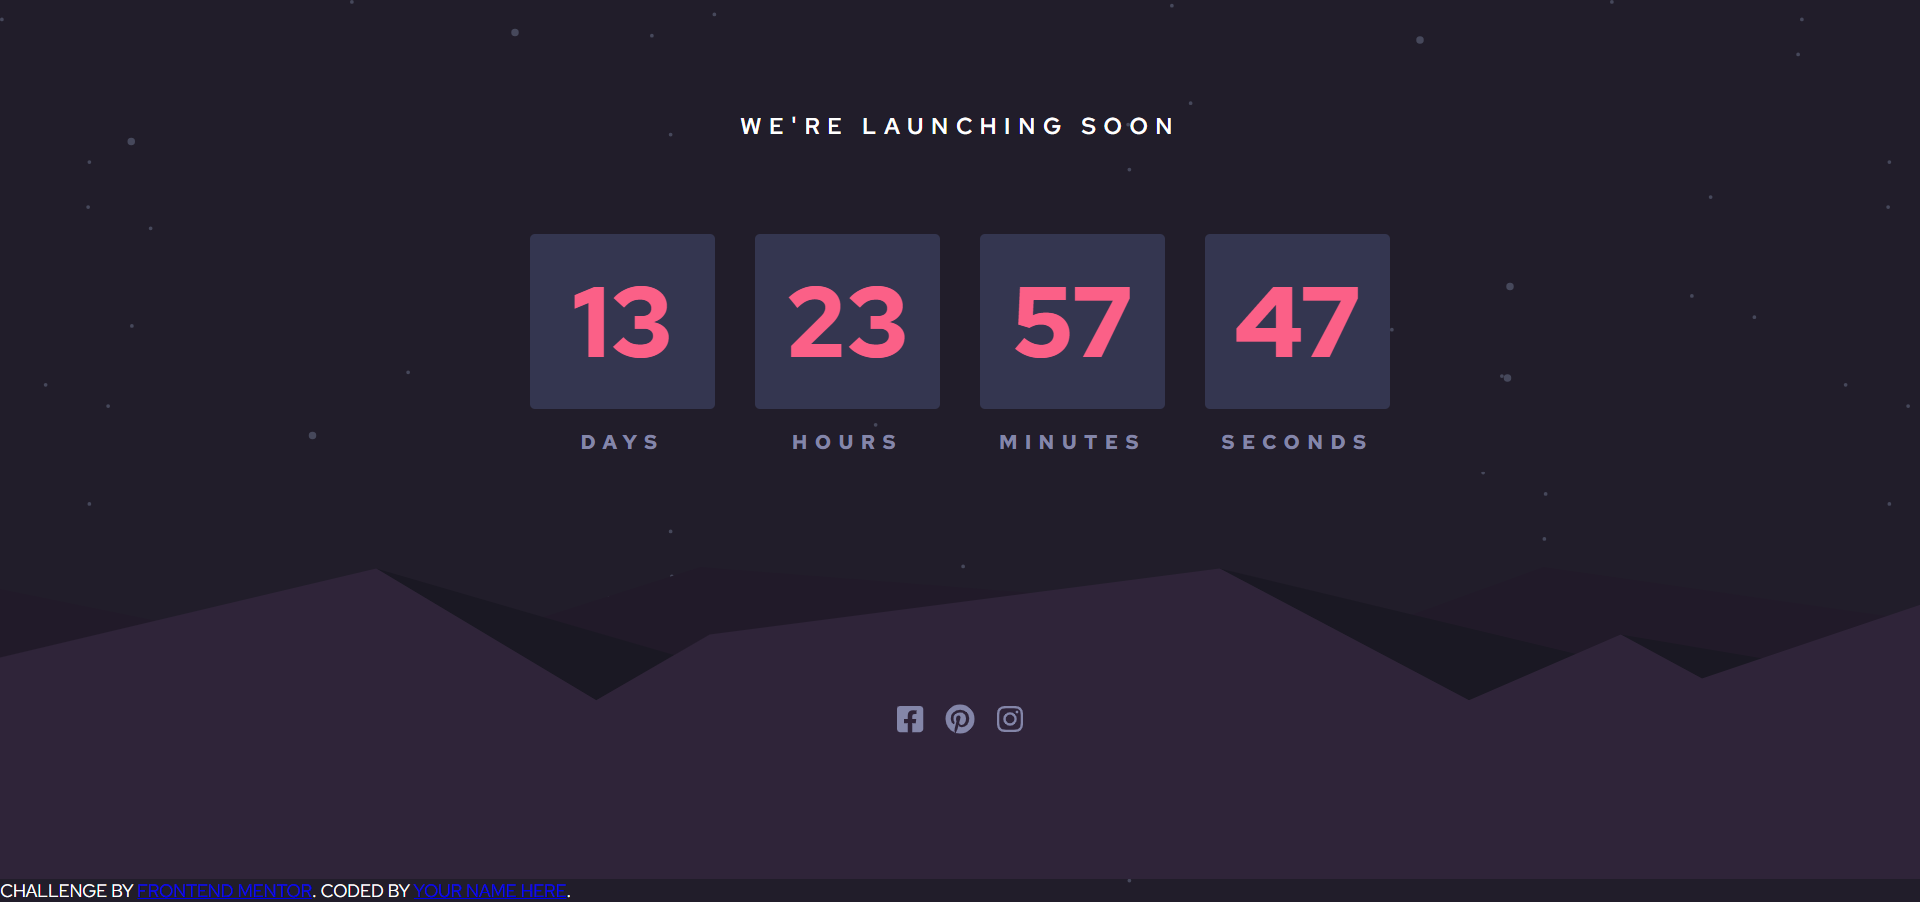 WE'RE LAUNCHING SOON
13 23 57 47
DAYS HOURS MINUTES SECONDS
CHALLENGE BY FRONTEND MENTOR. CODED BY YOUR NAME HERE.